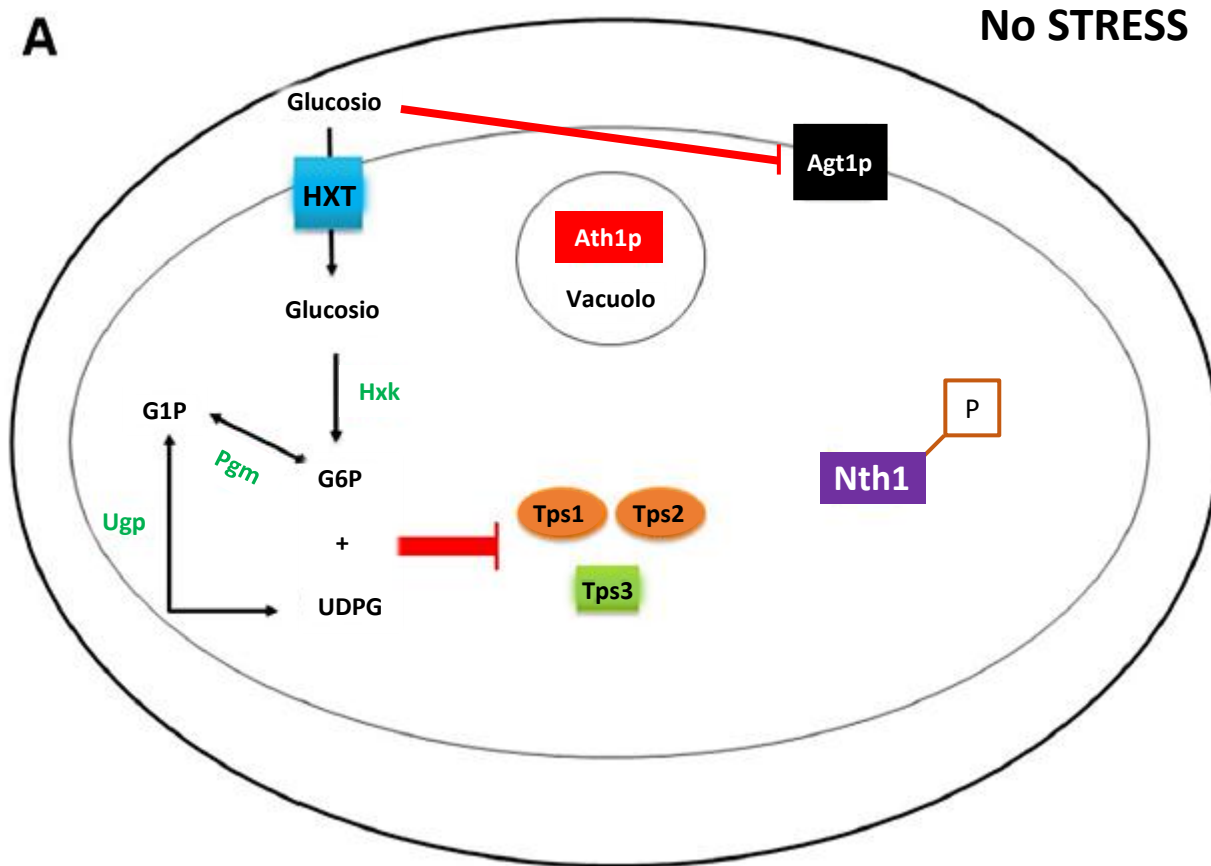 A
No STRESS
Glucosio
Agt1p
HXT
Ath1p
Vacuolo
Glucosio
Hxk
G1P
P
Pgm
G6P
Nth1
Ugp
Tps1
Tps2
+
Tps3
UDPG